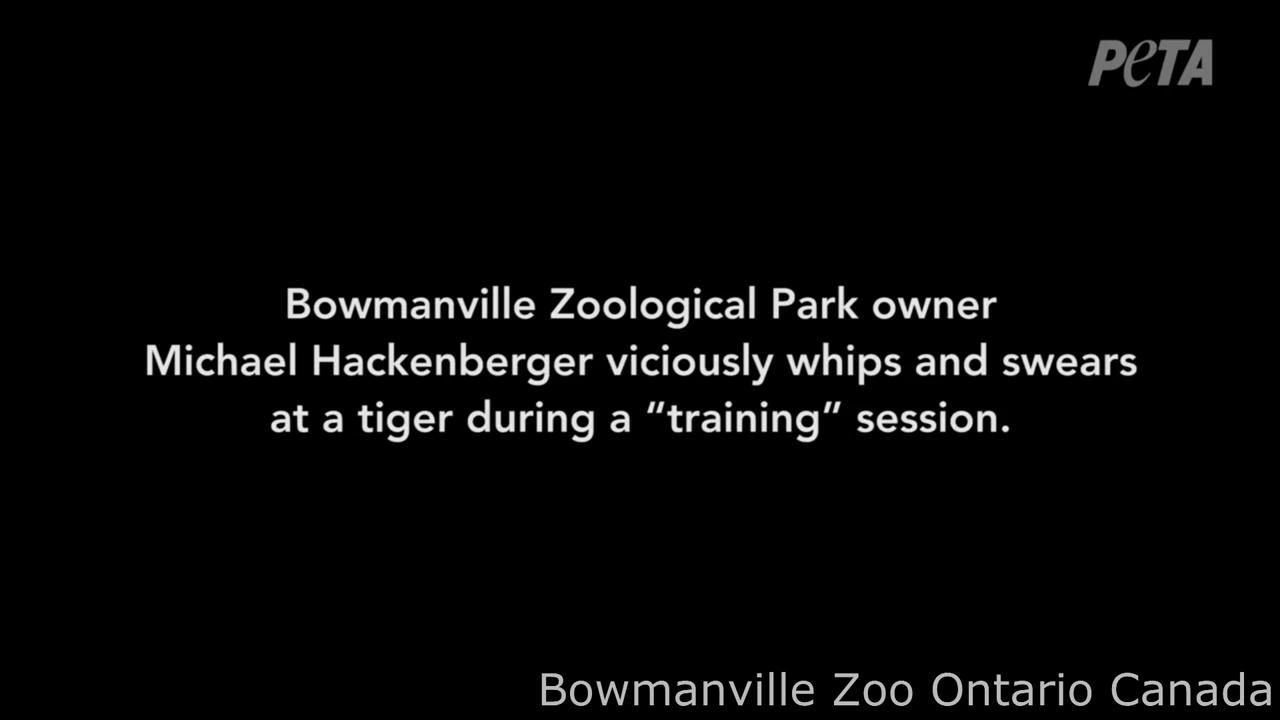 PETA
Bowmanville Zoological Park owner
Michael Hackenberger viciously whips and swears
at a tiger during a “training” session.
Bowmanville Zoo Ontario Canada